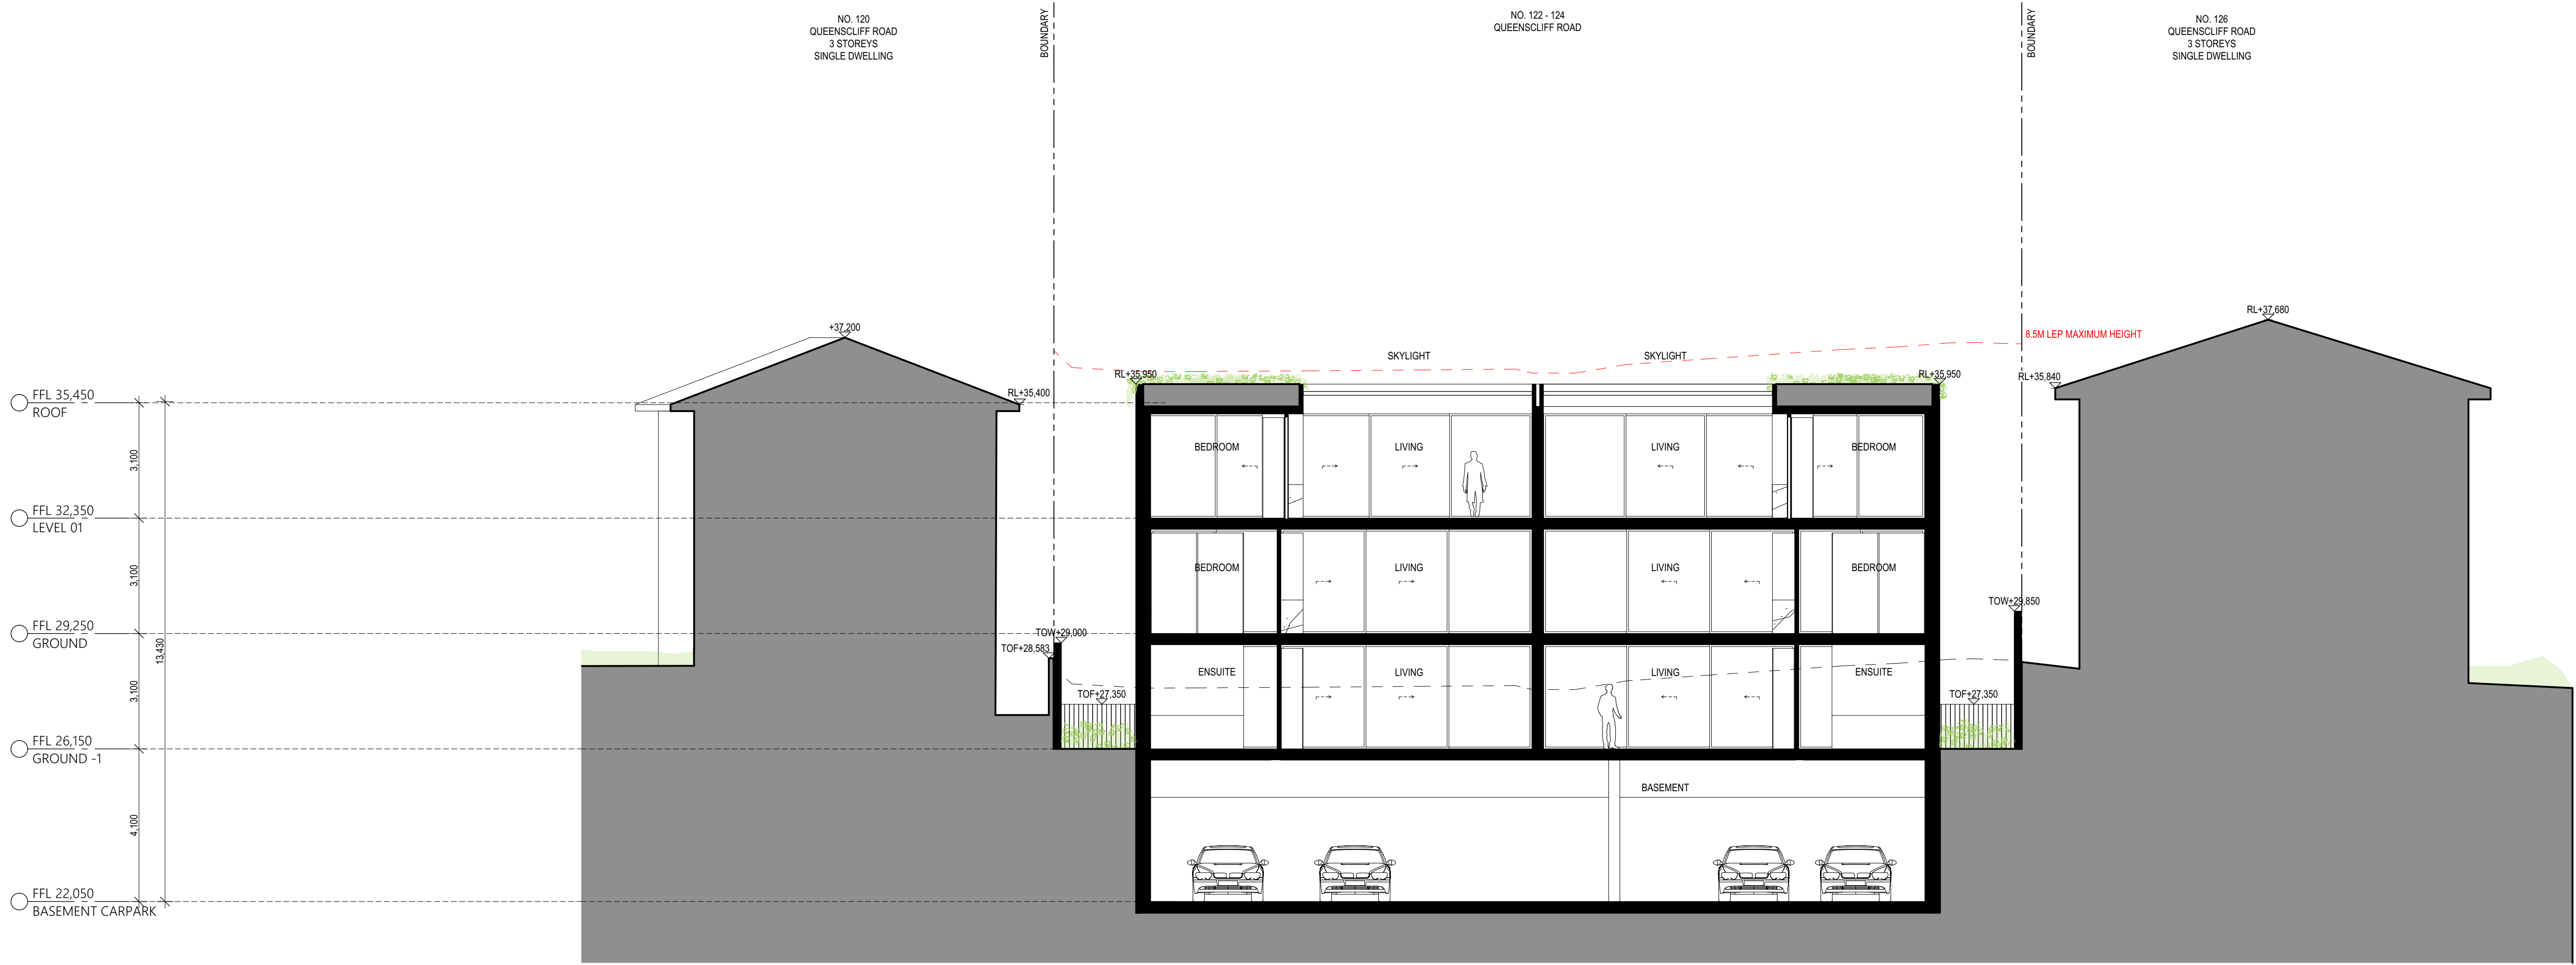 NO. 120
QUEENSCLIFF ROAD
3 STOREYS
SINGLE DWELLING
BOUNDARY
NO. 122 - 124
QUEENSCLIFF ROAD
BOUNDARY
NO. 126
QUEENSCLIFF ROAD
3 STOREYS
SINGLE DWELLING
+37,200
RL+37,680
8.5M LEP MAXIMUM HEIGHT
SKYLIGHT
SKYLIGHT
RL+35,950
RL+35,950
RL+35,840
RL+35,400
FFL 35,450
ROOF
3,100
BEDROOM
LIVING
LIVING
BEDROOM
FFL 32,350
LEVEL 01
3,100
BEDROOM
LIVING
LIVING
BEDROOM
TOW+29,850
FFL 29,250
GROUND
13,430
TOW+29,000
TOF+28,583
3,100
ENSUITE
LIVING
LIVING
ENSUITE
TOF+27,350
TOF+27,350
FFL 26,150
GROUND -1
4,100
BASEMENT
FFL 22,050
BASEMENT CARPARK